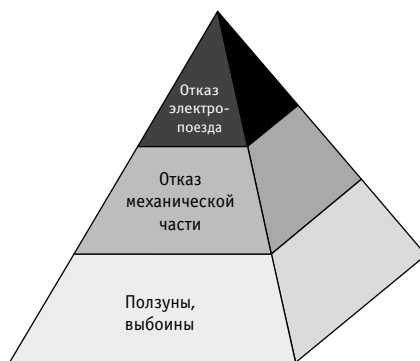 Отказ
электро-
поезда
Отказ
механической
части
Ползуны,
выбоины